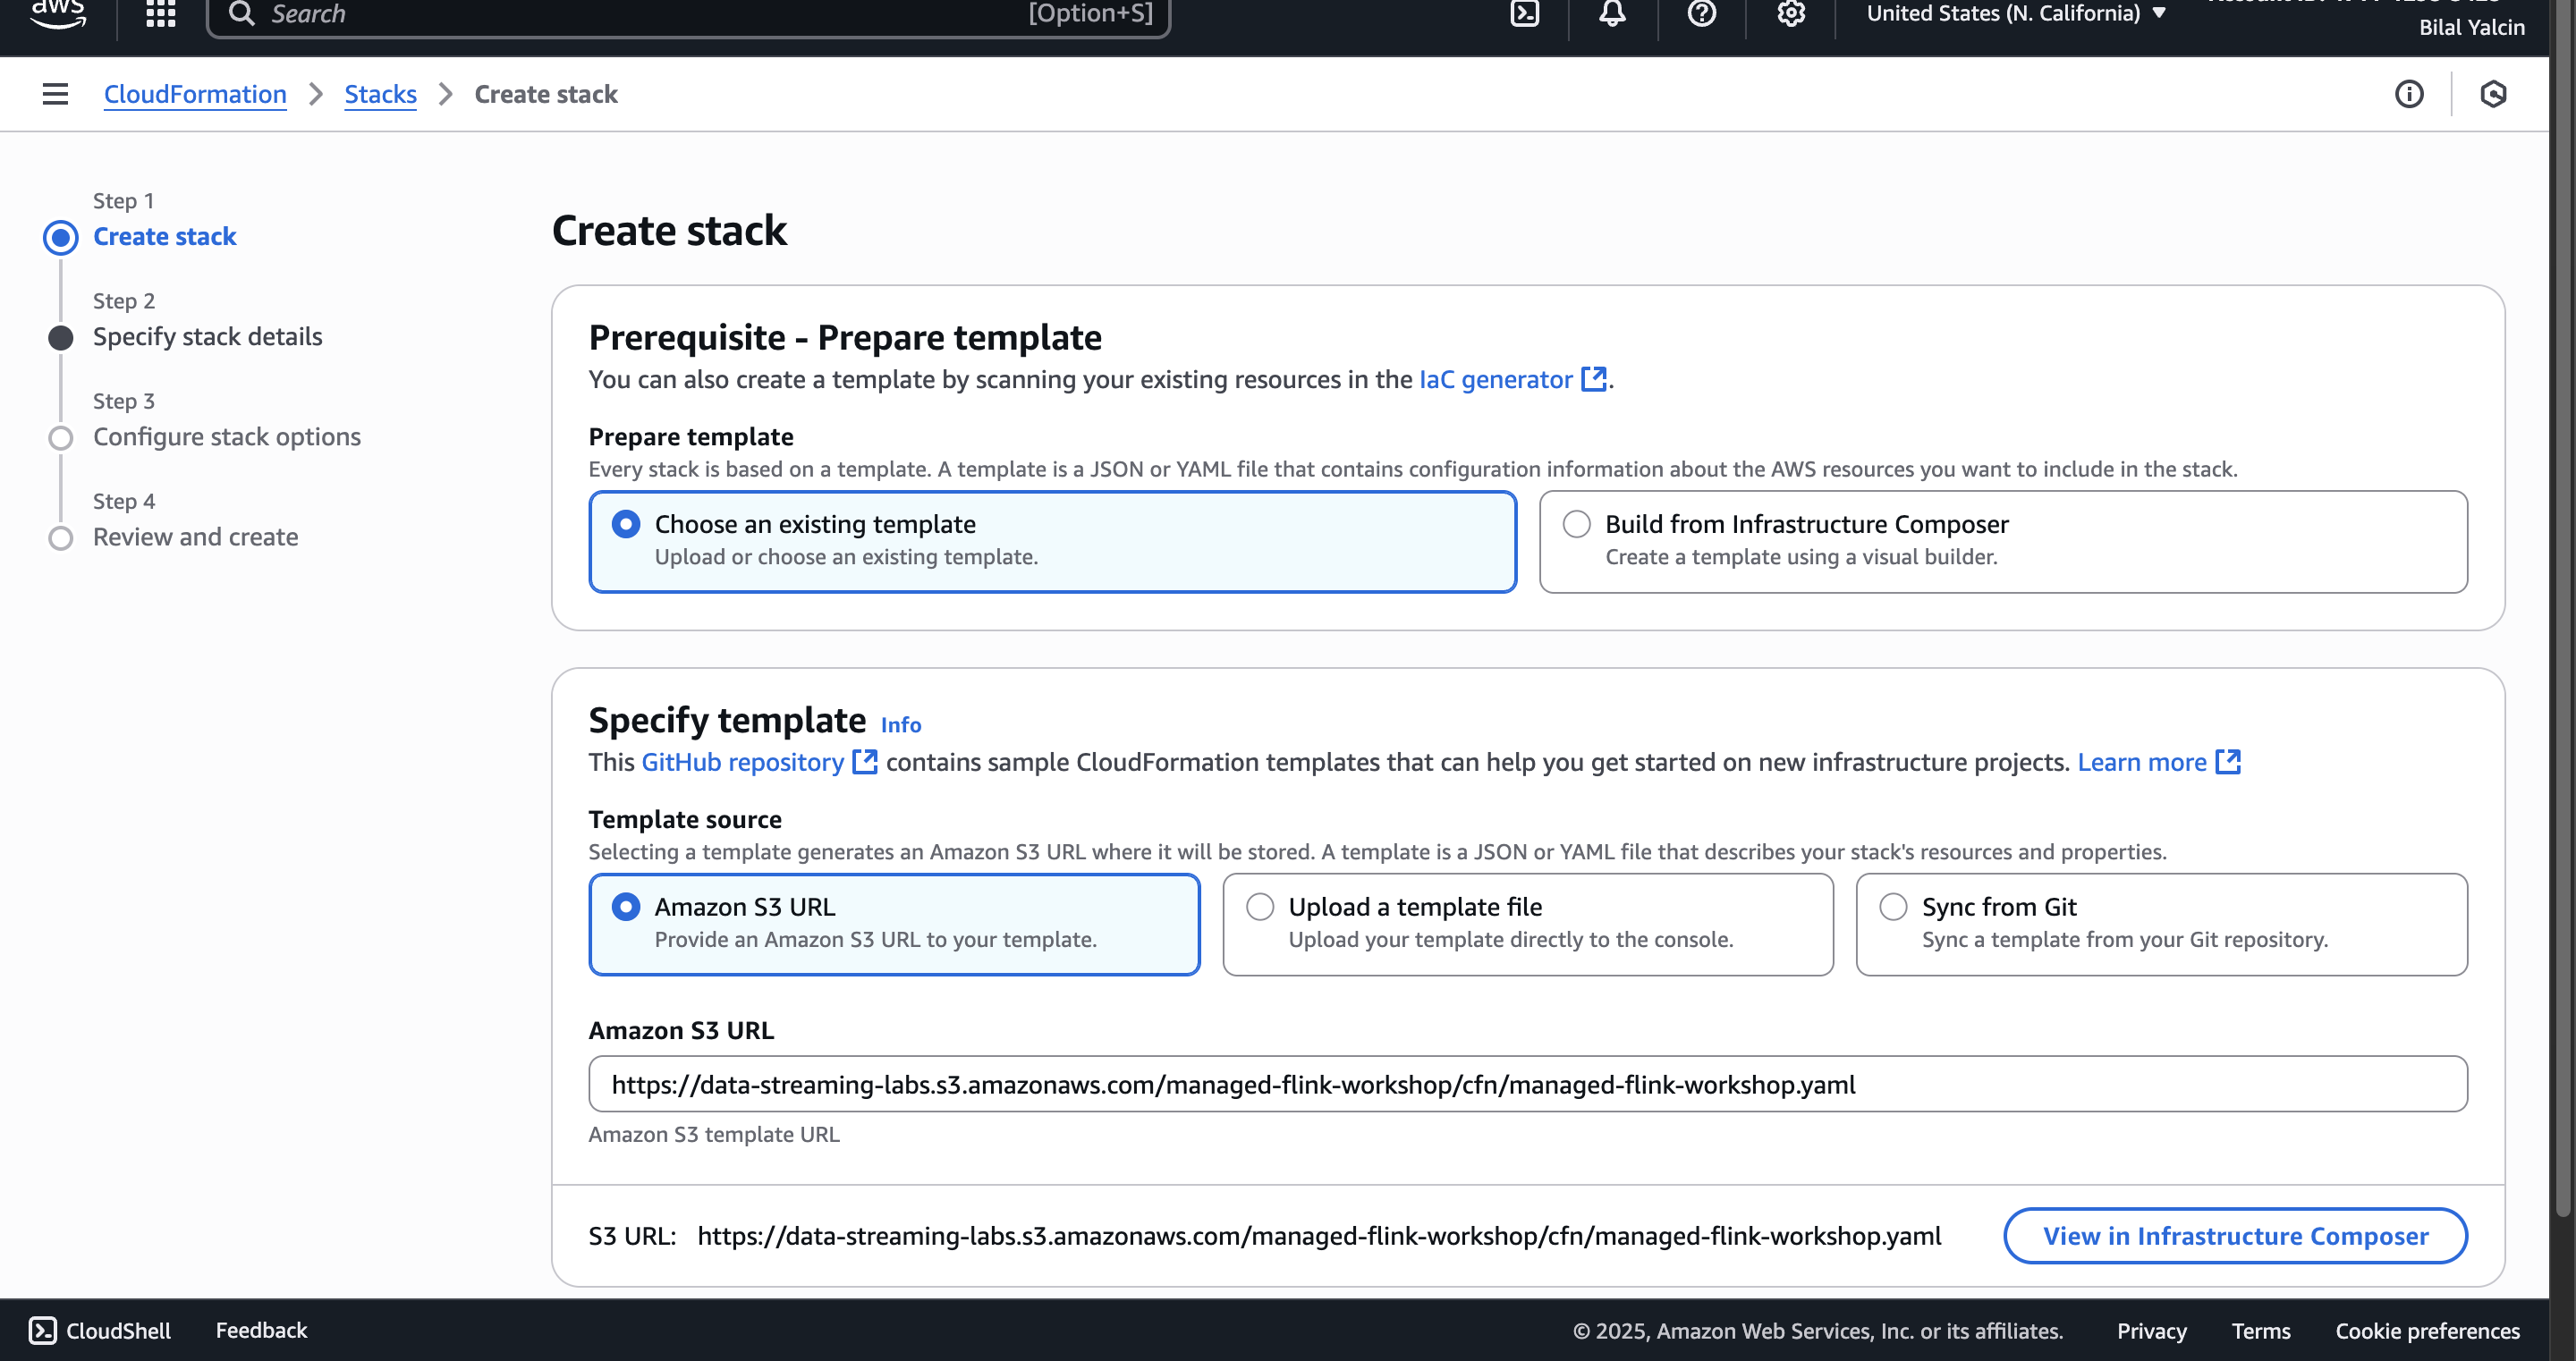 aws
Search
[Option+S]
United States (N. California)
Bilal Yalcin
CloudFormation
Stacks
Create stack
Step 1
Create stack
Step 2
Specify stack details
Step 3
Configure stack options
Step 4
Review and create
Create stack
Prerequisite - Prepare template
You can also create a template by scanning your existing resources in the IaC generator.
Prepare template
Every stack is based on a template. A template is a JSON or YAML file that contains configuration information about the AWS resources you want to include in the stack.
Choose an existing template
Upload or choose an existing template.
Build from Infrastructure Composer
Create a template using a visual builder.
Specify template Info
This GitHub repository contains sample CloudFormation templates that can help you get started on new infrastructure projects. Learn more
Template source
Selecting a template generates an Amazon S3 URL where it will be stored. A template is a JSON or YAML file that describes your stack's resources and properties.
Amazon S3 URL
Provide an Amazon S3 URL to your template.
Upload a template file
Upload your template directly to the console.
Sync from Git
Sync a template from your Git repository.
Amazon S3 URL
https://data-streaming-labs.s3.amazonaws.com/managed-flink-workshop/cfn/managed-flink-workshop.yaml
Amazon S3 template URL
S3 URL: https://data-streaming-labs.s3.amazonaws.com/managed-flink-workshop/cfn/managed-flink-workshop.yaml
View in Infrastructure Composer
CloudShell
Feedback
© 2025, Amazon Web Services, Inc. or its affiliates.
Privacy
Terms
Cookie preferences